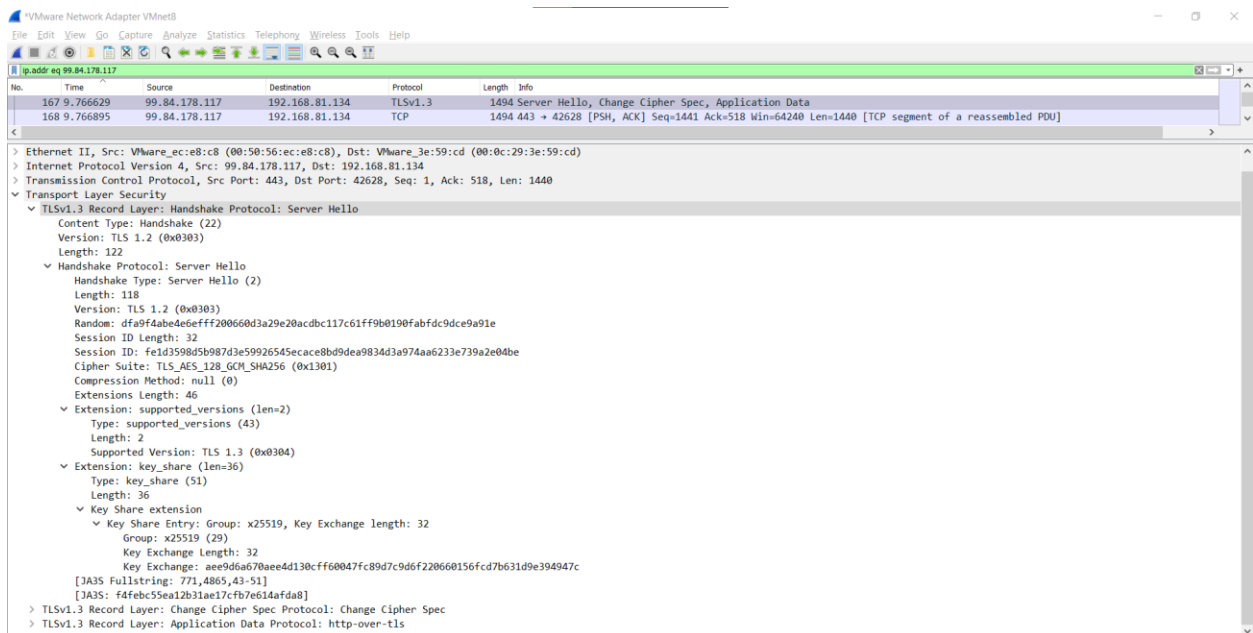 *VMware Network Adapter VMnet8
File Edit View Go Capture Analyze Statistics Telephony Wireless Tools Help
ip.addr eq 99.84.178.117
No. Time Source Destination Protocol Length Info
167 9.766629 99.84.178.117 192.168.81.134 TLSv1.3 1494 Server Hello, Change Cipher Spec, Application Data
168 9.766895 99.84.178.117 192.168.81.134 TCP 1494 443 → 42628 [PSH, ACK] Seq=1441 Ack=518 Win=64240 Len=1440 [TCP segment of a reassembled PDU]
Ethernet II, Src: VMware_ec:e8:c8 (00:50:56:ec:e8:c8), Dst: VMware_3e:59:cd (00:0c:29:3e:59:cd)
Internet Protocol Version 4, Src: 99.84.178.117, Dst: 192.168.81.134
Transmission Control Protocol, Src Port: 443, Dst Port: 42628, Seq: 1, Ack: 518, Len: 1440
Transport Layer Security
TLSv1.3 Record Layer: Handshake Protocol: Server Hello
Content Type: Handshake (22)
Version: TLS 1.2 (0x0303)
Length: 122
Handshake Protocol: Server Hello
Handshake Type: Server Hello (2)
Length: 118
Version: TLS 1.2 (0x0303)
Random: dfa9f4abe4e6efff200660d3a29e20acdbc117c61ff9b0190fabfdc9dce9a91e
Session ID Length: 32
Session ID: fe1d3598d5b987d3e59926545ecace8bd9dea9834d3a974aa6233e739a2e04be
Cipher Suite: TLS_AES_128_GCM_SHA256 (0x1301)
Compression Method: null (0)
Extensions Length: 46
Extension: supported_versions (len=2)
Type: supported_versions (43)
Length: 2
Supported Version: TLS 1.3 (0x0304)
Extension: key_share (len=36)
Type: key_share (51)
Length: 36
Key Share extension
Key Share Entry: Group: x25519, Key Exchange length: 32
Group: x25519 (29)
Key Exchange Length: 32
Key Exchange: aee9d6a670aee4d130cff60047fc89d7c9d6f220660156fcd7b631d9e394947c
[JA3S Fullstring: 771,4865,43-51]
[JA3S: f4febc55ea12b31ae17cfb7e614afda8]
TLSv1.3 Record Layer: Change Cipher Spec Protocol: Change Cipher Spec
TLSv1.3 Record Layer: Application Data Protocol: http-over-tls